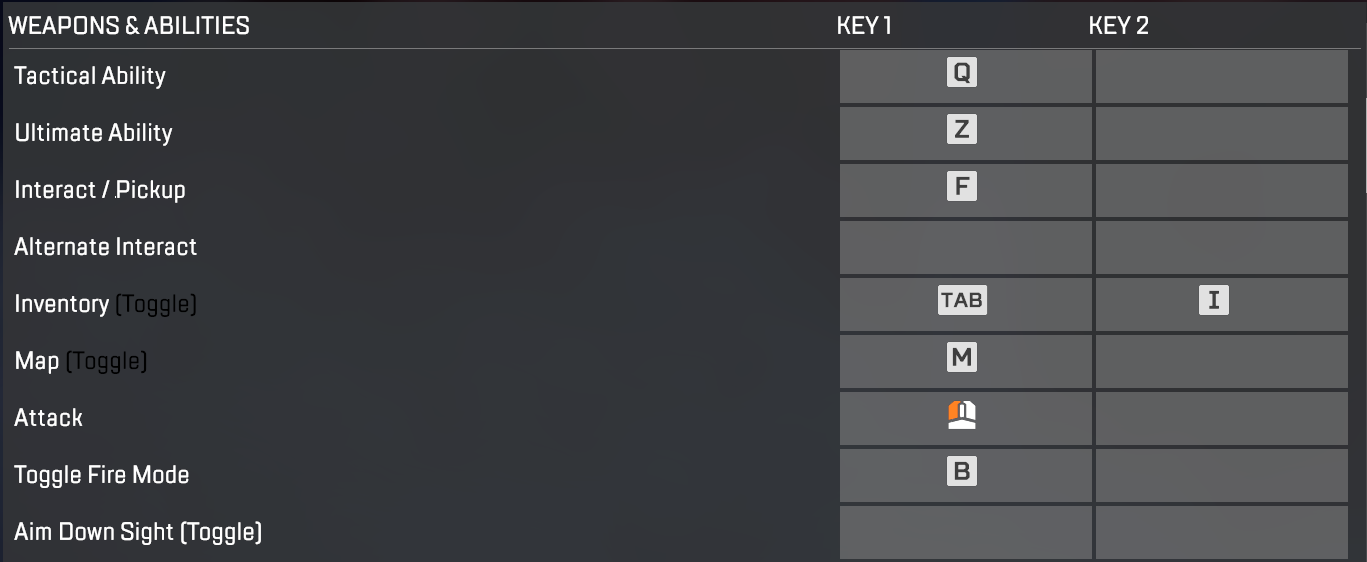 WEAPONS & ABILITIES KEY 1 KEY 2
Tactical Ability Q
Ultimate Ability Z
Interact / Pickup F
Alternate Interact
Inventory (Toggle) TAB I
Map (Toggle) M
Attack
Toggle Fire Mode B
Aim Down Sight (Toggle)